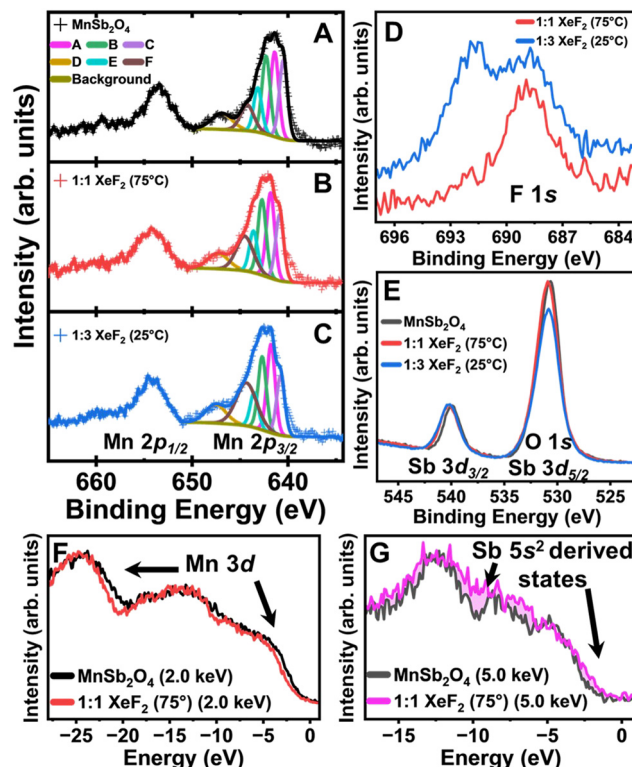 MnSb₂O₄
A B C
D E F
Background
A
1:1 XeF₂ (75°C)
B
1:3 XeF₂ (25°C)
C
Mn 2p₁/₂ Mn 2p₃/₂
660 650 640
Binding Energy (eV)
Intensity (arb. units)
1:1 XeF₂ (75°C)
1:3 XeF₂ (25°C)
D
F 1s
696 692 688 684
Binding Energy (eV)
Intensity (arb. units)
E
MnSb₂O₄
1:1 XeF₂ (75°C)
1:3 XeF₂ (25°C)
O 1s
Sb 3d₃/₂ Sb 3d₅/₂
545 540 535 530 525
Binding Energy (eV)
Intensity (arb. units)
F
Mn 3d
MnSb₂O₄ (2.0 keV)
1:1 XeF₂ (75°) (2.0 keV)
−25 −20 −15 −10 −5 0
Energy (eV)
Intensity (arb. units)
G
Sb 5s² derived
states
MnSb₂O₄ (5.0 keV)
1:1 XeF₂ (75°) (5.0 keV)
−15 −10 −5 0
Energy (eV)
Intensity (arb. units)